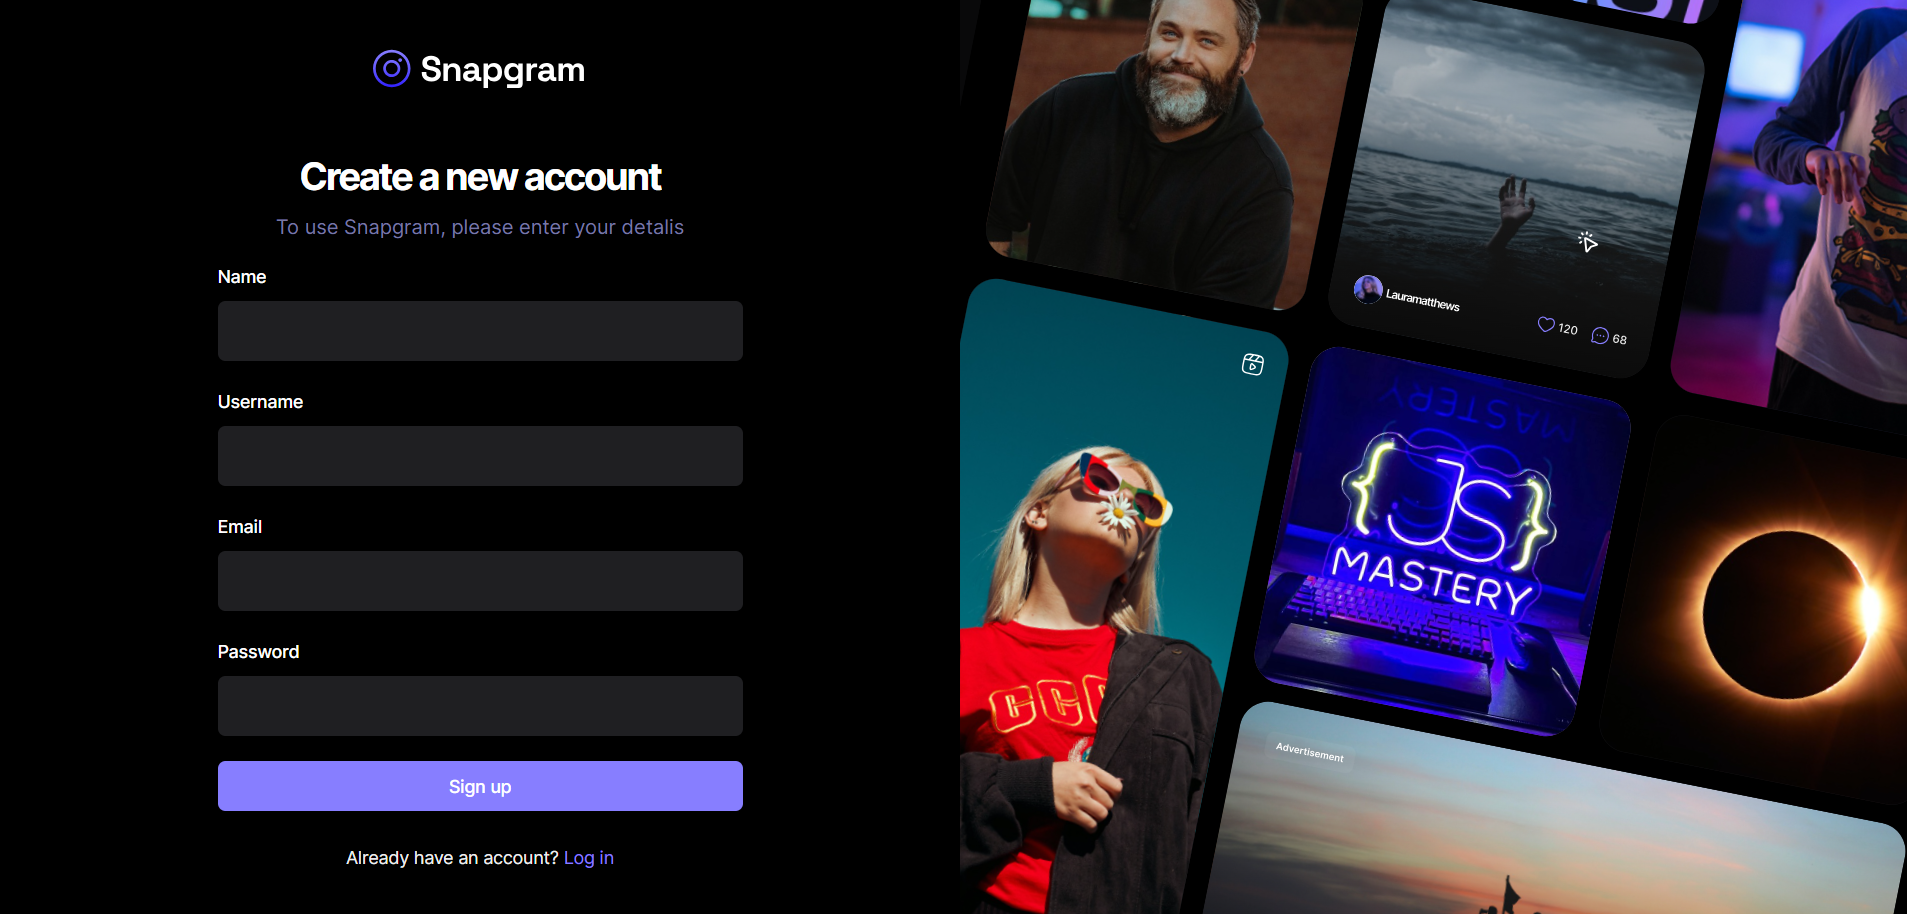 Snapgram
Create a new account
To use Snapgram, please enter your detalis
Name
Username
Email
Password
Sign up
Already have an account? Log in
Lauramatthews
120
68
MASTERY
{JS}
MASTERY
Advertisement